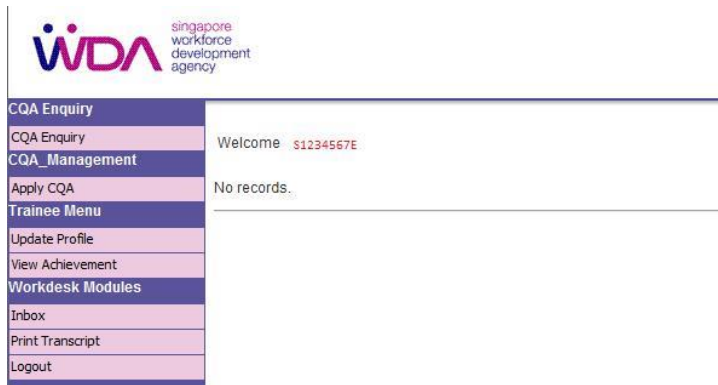 WDA
singapore
workforce
development
agency
CQA Enquiry
CQA Enquiry
CQA_Management
Apply CQA
Trainee Menu
Update Profile
View Achievement
Workdesk Modules
Inbox
Print Transcript
Logout
Welcome S1234567E
No records.